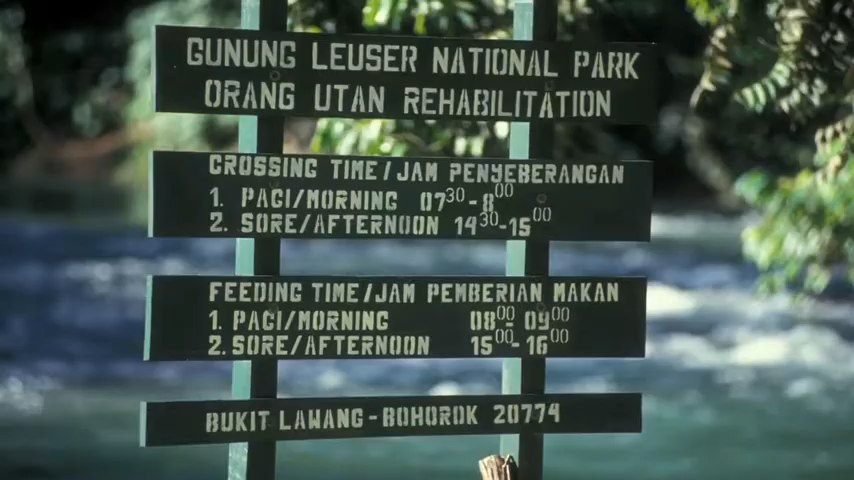 GUNUNG LEUSER NATIONAL PARK
ORANG UTAN REHABILITATION
CROSSING TIME/JAM PENYEBERANGAN
1. PAGI/MORNING 07³⁰-8⁰⁰
2. SORE/AFTERNOON 14³⁰-15⁰⁰
FEEDING TIME/JAM PEMBERIAN MAKAN
1. PAGI/MORNING 08⁰⁰- 09⁰⁰
2. SORE/AFTERNOON 15⁰⁰- 16⁰⁰
BUKIT LAWANG-BOHOROK 20774